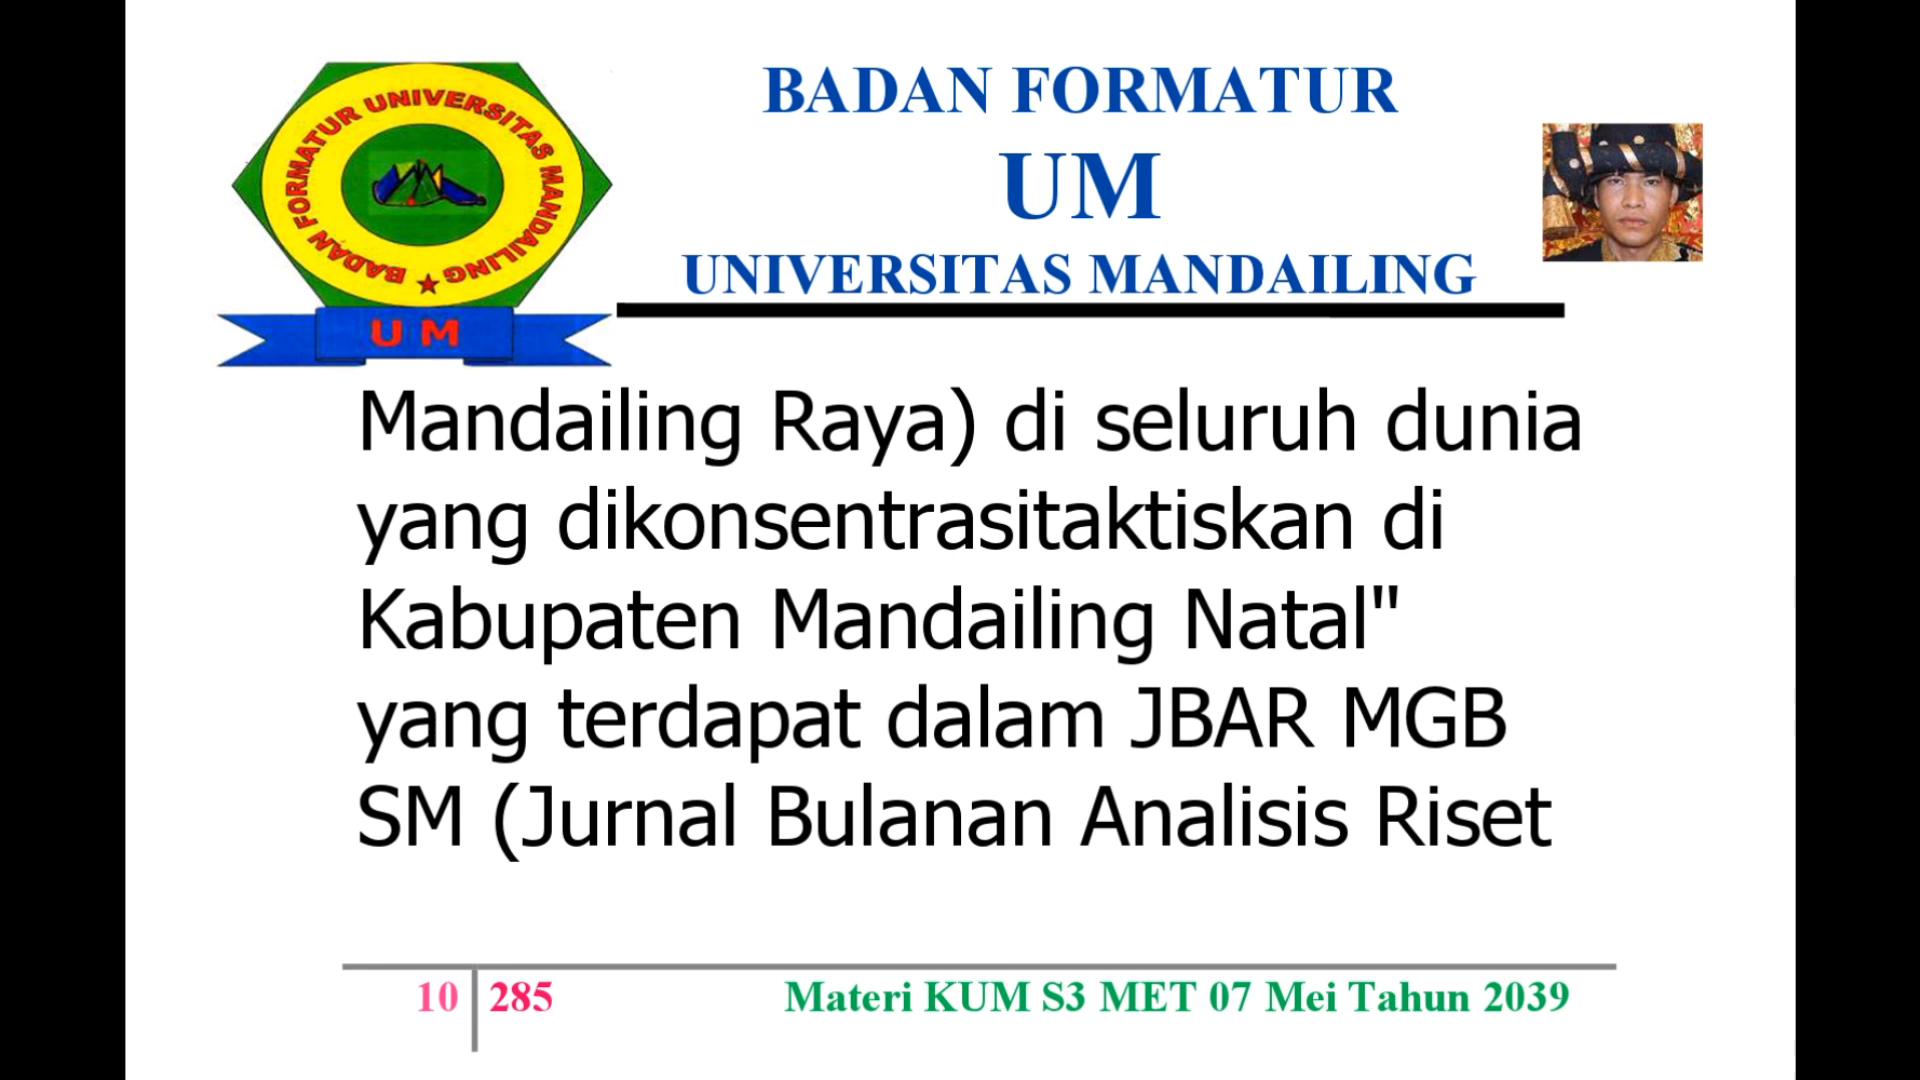 BADAN FORMATUR UNIVERSITAS MANDAILING
U M
BADAN FORMATUR
UM
UNIVERSITAS MANDAILING
Mandailing Raya) di seluruh dunia
yang dikonsentrasitaktiskan di
Kabupaten Mandailing Natal"
yang terdapat dalam JBAR MGB
SM (Jurnal Bulanan Analisis Riset
10 285 Materi KUM S3 MET 07 Mei Tahun 2039